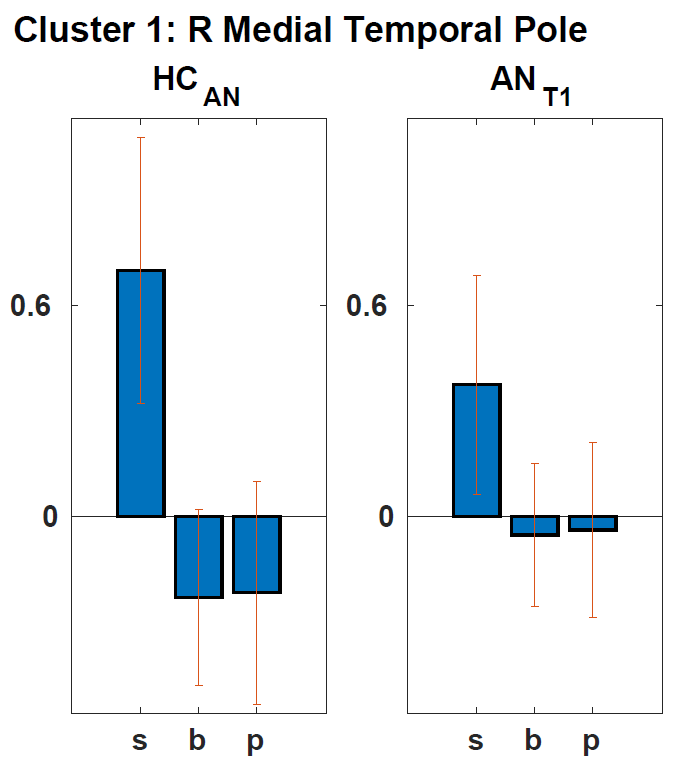 Cluster 1: R Medial Temporal Pole
HC AN
AN T1
0.6
0
s b p
0.6
0
s b p